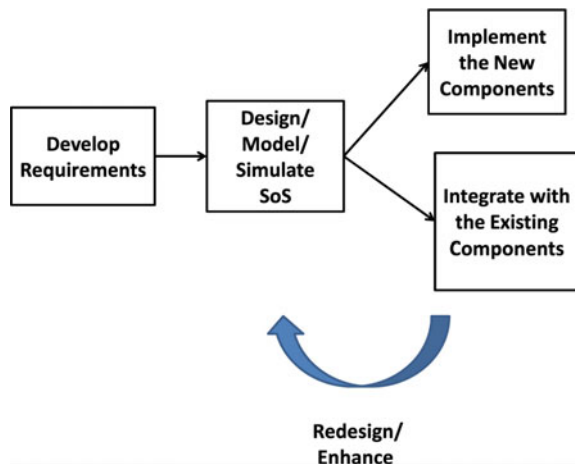 Develop
Requirements
Design/
Model/
Simulate
SoS
Implement
the New
Components
Integrate with
the Existing
Components
Redesign/
Enhance